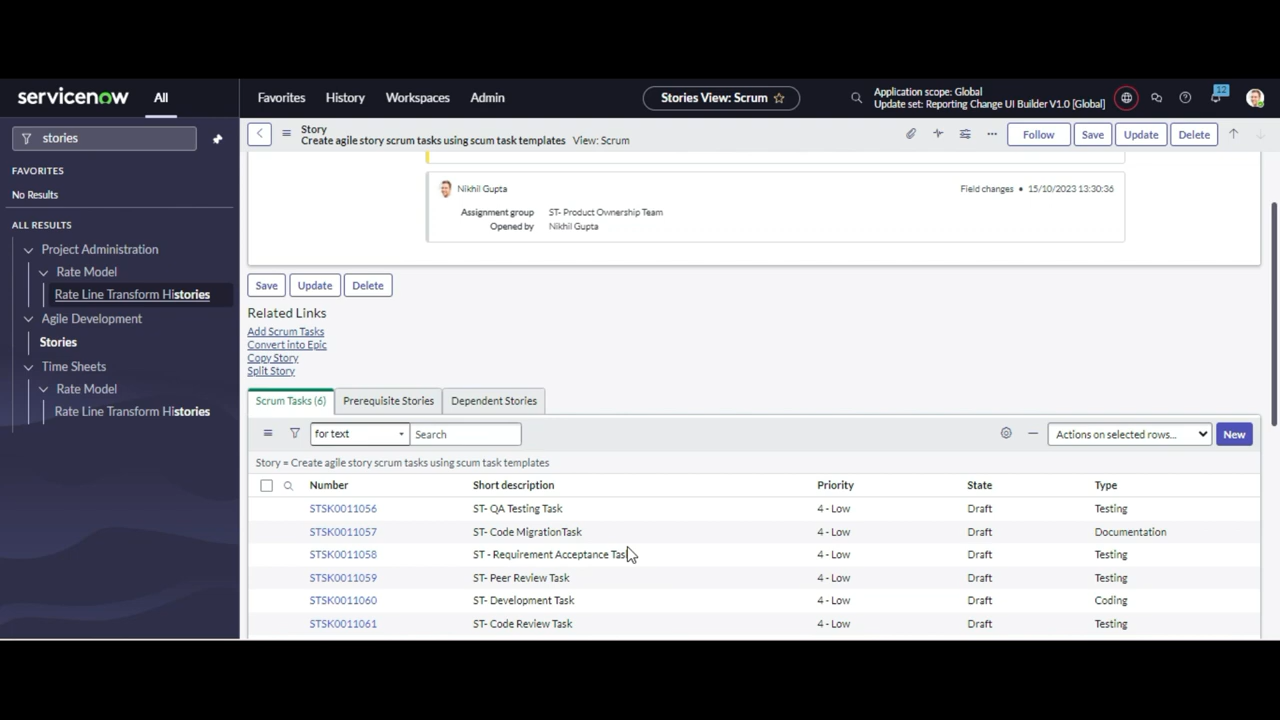 servicenow
All
Favorites
History
Workspaces
Admin
Stories View: Scrum
Application scope: Global
Update set: Reporting Change UI Builder V1.0 [Global]
12
stories
FAVORITES
No Results
ALL RESULTS
Project Administration
Rate Model
Rate Line Transform Histories
Agile Development
Stories
Time Sheets
Rate Model
Rate Line Transform Histories
Story
Create agile story scrum tasks using scum task templates View: Scrum
Follow
Save
Update
Delete
Nikhil Gupta
Field changes • 15/10/2023 13:30:36
Assignment group ST- Product Ownership Team
Opened by Nikhil Gupta
Save
Update
Delete
Related Links
Add Scrum Tasks
Convert into Epic
Copy Story
Split Story
Scrum Tasks (6)
Prerequisite Stories
Dependent Stories
for text
Search
Actions on selected rows...
New
Story = Create agile story scrum tasks using scum task templates
Number Short description Priority State Type
STSK0011056 ST- QA Testing Task 4 - Low Draft Testing
STSK0011057 ST- Code MigrationTask 4 - Low Draft Documentation
STSK0011058 ST - Requirement Acceptance Task 4 - Low Draft Testing
STSK0011059 ST- Peer Review Task 4 - Low Draft Testing
STSK0011060 ST- Development Task 4 - Low Draft Coding
STSK0011061 ST- Code Review Task 4 - Low Draft Testing